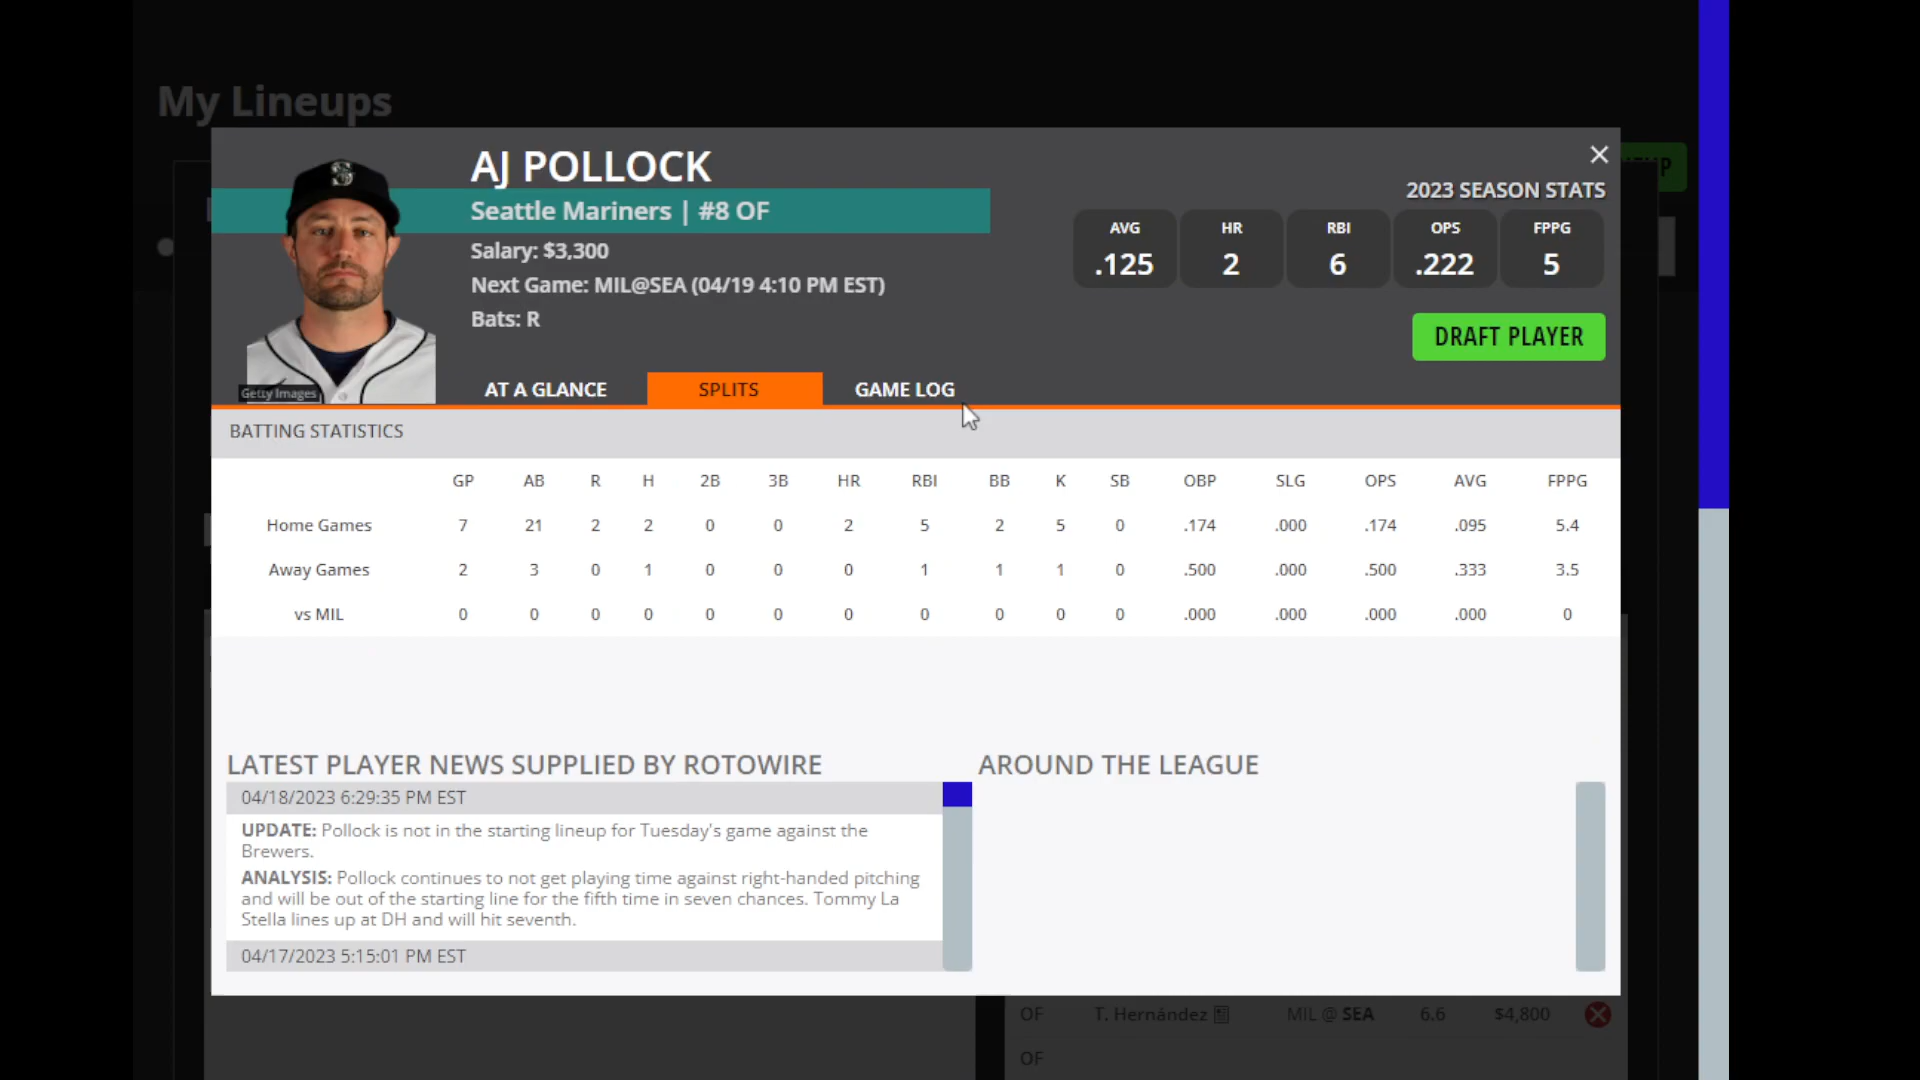 My Lineups
AJ POLLOCK
Seattle Mariners | #8 OF
Salary: $3,300
Next Game: MIL@SEA (04/19 4:10 PM EST)
Bats: R
Getty Images
2023 SEASON STATS
AVG HR RBI OPS FPPG
.125 2 6 .222 5
DRAFT PLAYER
AT A GLANCE SPLITS GAME LOG
BATTING STATISTICS
GP AB R H 2B 3B HR RBI BB K SB OBP SLG OPS AVG FPPG
Home Games 7 21 2 2 0 0 2 5 2 5 0 .174 .000 .174 .095 5.4
Away Games 2 3 0 1 0 0 0 1 1 1 0 .500 .000 .500 .333 3.5
vs MIL 0 0 0 0 0 0 0 0 0 0 0 .000 .000 .000 .000 0
LATEST PLAYER NEWS SUPPLIED BY ROTOWIRE
04/18/2023 6:29:35 PM EST
UPDATE: Pollock is not in the starting lineup for Tuesday's game against the
Brewers.
ANALYSIS: Pollock continues to not get playing time against right-handed pitching
and will be out of the starting line for the fifth time in seven chances. Tommy La
Stella lines up at DH and will hit seventh.
04/17/2023 5:15:01 PM EST
AROUND THE LEAGUE
OF T. Hernández MIL @ SEA 6.6 $4,800
OF